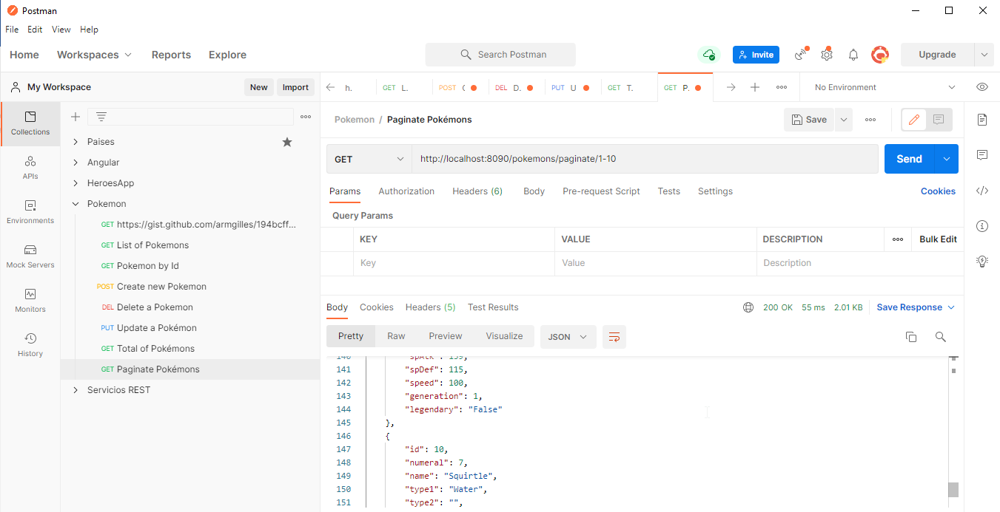 Postman
File Edit View Help
Home Workspaces Reports Explore Search Postman Invite Upgrade
My Workspace New Import
h. GET L. POST DEL D. PUT U GET T. GET P. No Environment
Collections
APIs
Environments
Mock Servers
Monitors
History
Paises
Angular
HeroesApp
Pokemon
GET https://gist.github.com/armgilles/194bcff...
GET List of Pokemons
GET Pokemon by Id
POST Create new Pokemon
DEL Delete a Pokemon
PUT Update a Pokémon
GET Total of Pokémons
GET Paginate Pokémons
Servicios REST
Pokemon / Paginate Pokémons Save
GET http://localhost:8090/pokemons/paginate/1-10 Send
Params Authorization Headers (6) Body Pre-request Script Tests Settings Cookies
Query Params
KEY VALUE DESCRIPTION Bulk Edit
Key Value Description
Body Cookies Headers (5) Test Results 200 OK 55 ms 2.01 KB Save Response
Pretty Raw Preview Visualize JSON
140 "spAtk": 159,
141 "spDef": 115,
142 "speed": 100,
143 "generation": 1,
144 "legendary": "False"
145 },
146 {
147 "id": 10,
148 "numeral": 7,
149 "name": "Squirtle",
150 "type1": "Water",
151 "type2": "",